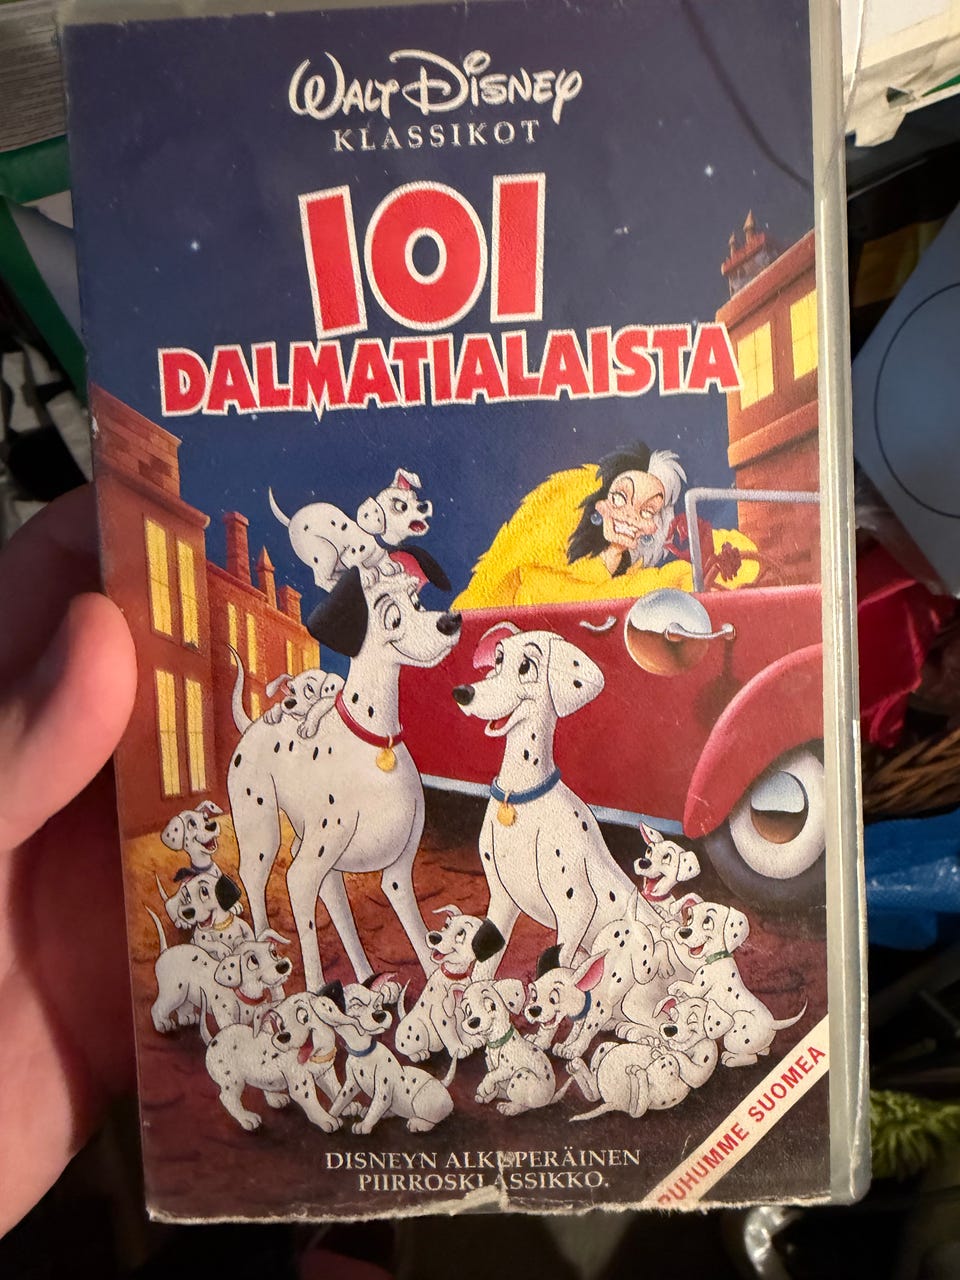 WALT DISNEY
KLASSIKOT
101
DALMATIALAISTA
PUHUMME SUOMEA
DISNEYN ALKUPERÄINEN
PIIRROSKLASSIKKO.